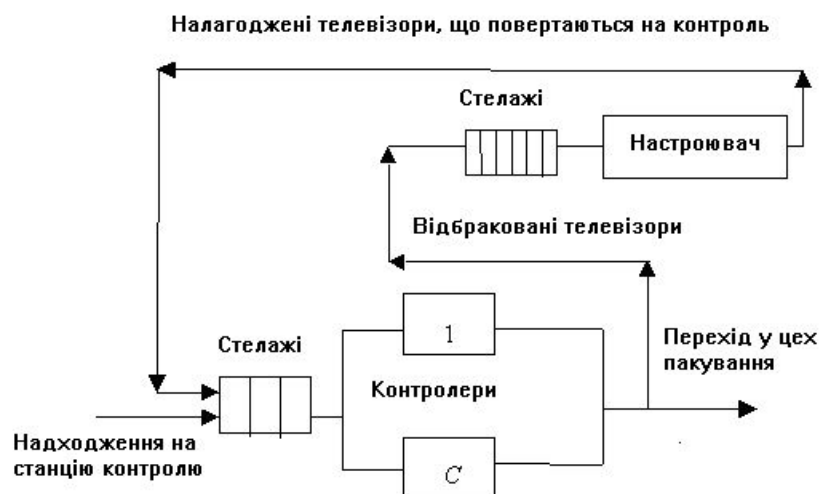 Налагоджені телевізори, що повертаються на контроль
Стелажі
Настроювач
Відбраковані телевізори
1
Стелажі
Перехід у цех
пакування
Контролери
Надходження на
станцію контролю
C